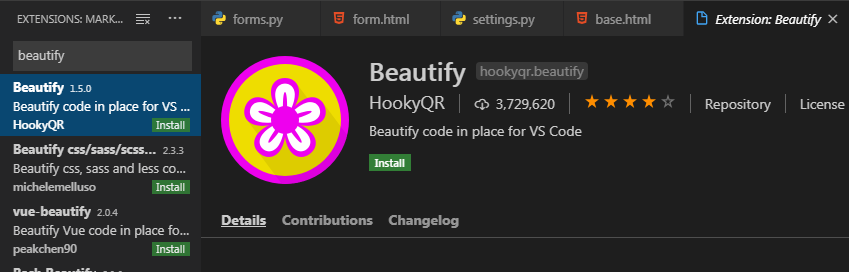 EXTENSIONS: MARK... ···
forms.py
form.html
settings.py
base.html
Extension: Beautify
beautify
Beautify 1.5.0
Beautify code in place for VS ...
HookyQR Install
Beautify css/sass/scss... 2.3.3
Beautify css, sass and less co...
michelemelluso Install
vue-beautify 2.0.4
Beautify Vue code in place fo...
peakchen90 Install
Beautify hookyqr.beautify
HookyQR 3,729,620 Repository License
Beautify code in place for VS Code
Install
Details Contributions Changelog